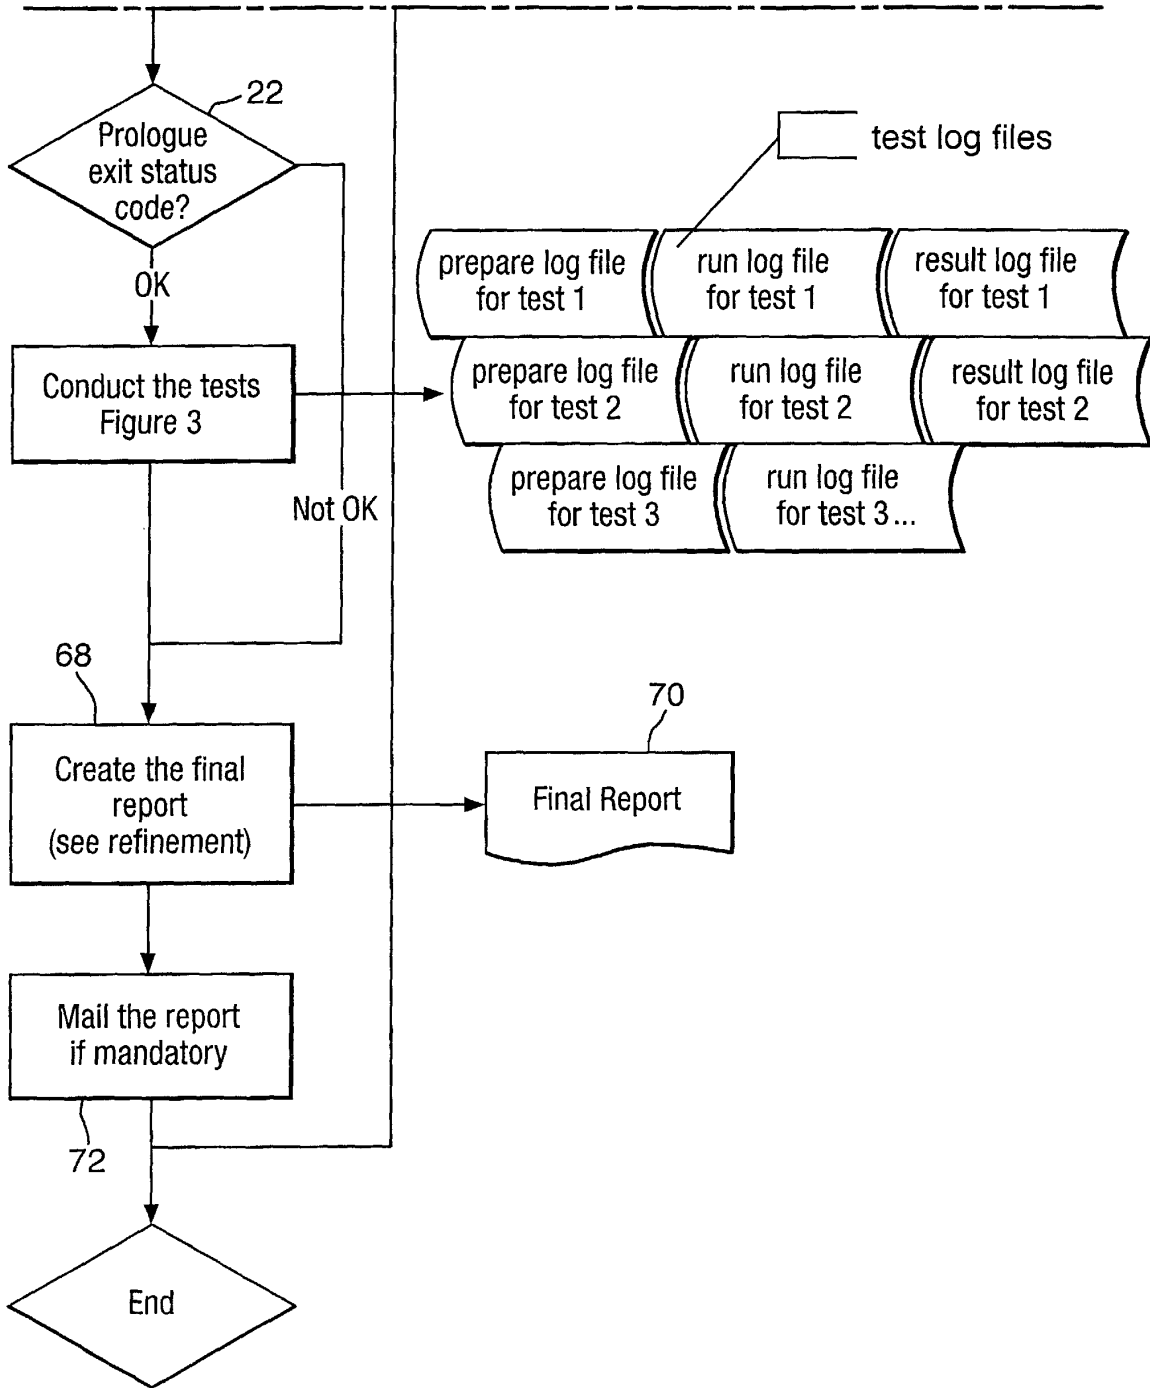 22
Prologue
exit status
code?
OK
test log files
prepare log file
for test 1
run log file
for test 1
result log file
for test 1
Conduct the tests
Figure 3
prepare log file
for test 2
run log file
for test 2
result log file
for test 2
prepare log file
for test 3
run log file
for test 3...
Not OK
68
Create the final
report
(see refinement)
70
Final Report
Mail the report
if mandatory
72
End